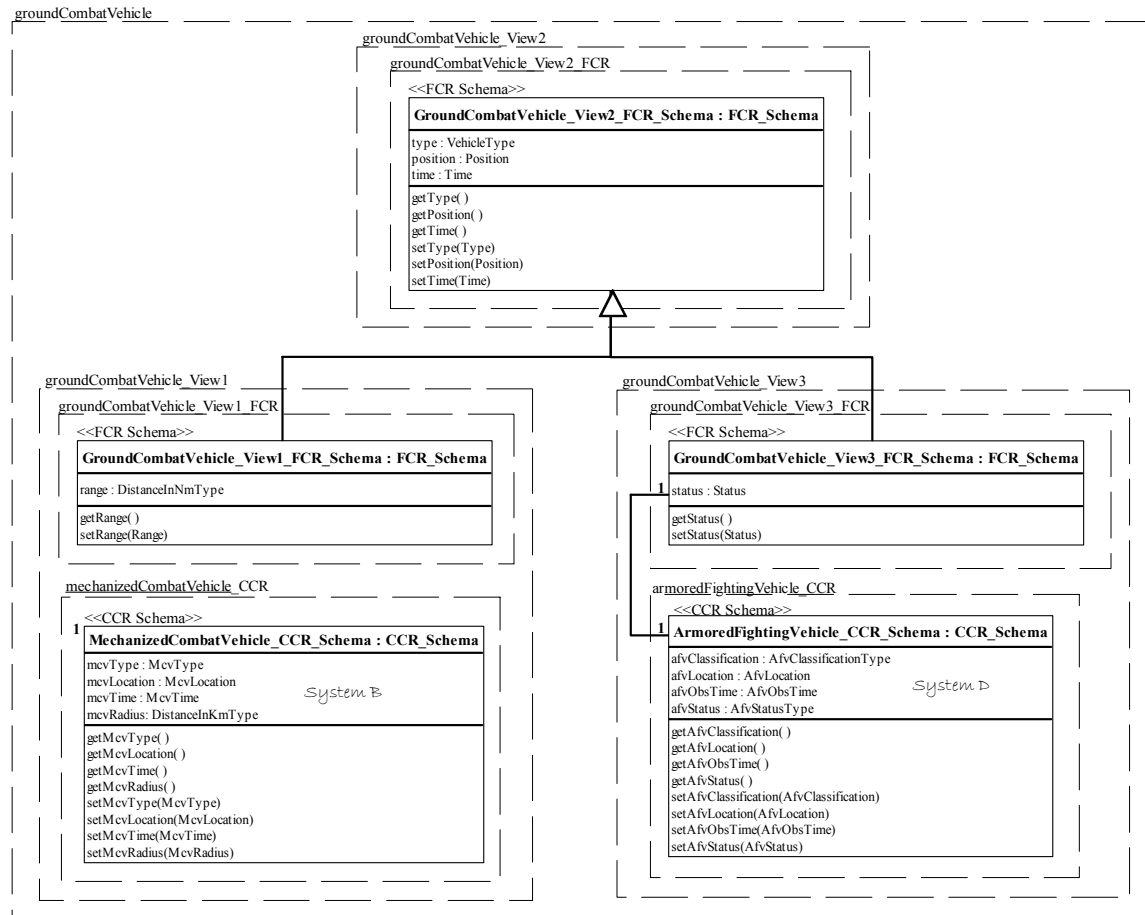 groundCombatVehicle
groundCombatVehicle_View2
groundCombatVehicle_View2_FCR
<<FCR Schema>>
GroundCombatVehicle_View2_FCR_Schema : FCR_Schema
type : VehicleType
position : Position
time : Time
getType( )
getPosition( )
getTime( )
setType(Type)
setPosition(Position)
setTime(Time)
groundCombatVehicle_View1
groundCombatVehicle_View1_FCR
<<FCR Schema>>
GroundCombatVehicle_View1_FCR_Schema : FCR_Schema
range : DistanceInNmType
getRange( )
setRange(Range)
mechanizedCombatVehicle_CCR
<<CCR Schema>>
1
MechanizedCombatVehicle_CCR_Schema : CCR_Schema
mcvType : McvType
mcvLocation : McvLocation
mcvTime : McvTime
mcvRadius: DistanceInKmType
System B
getMcvType( )
getMcvLocation( )
getMcvTime( )
getMcvRadius( )
setMcvType(McvType)
setMcvLocation(McvLocation)
setMcvTime(McvTime)
setMcvRadius(McvRadius)
groundCombatVehicle_View3
groundCombatVehicle_View3_FCR
<<FCR Schema>>
GroundCombatVehicle_View3_FCR_Schema : FCR_Schema
1
status : Status
getStatus( )
setStatus(Status)
armoredFightingVehicle_CCR
<<CCR Schema>>
1
ArmoredFightingVehicle_CCR_Schema : CCR_Schema
afvClassification : AfvClassificationType
afvLocation : AfvLocation
afvObsTime : AfvObsTime
afvStatus : AfvStatusType
System D
getAfvClassification( )
getAfvLocation( )
getAfvObsTime( )
getAfvStatus( )
setAfvClassification(AfvClassification)
setAfvLocation(AfvLocation)
setAfvObsTime(AfvObsTime)
setAfvStatus(AfvStatus)